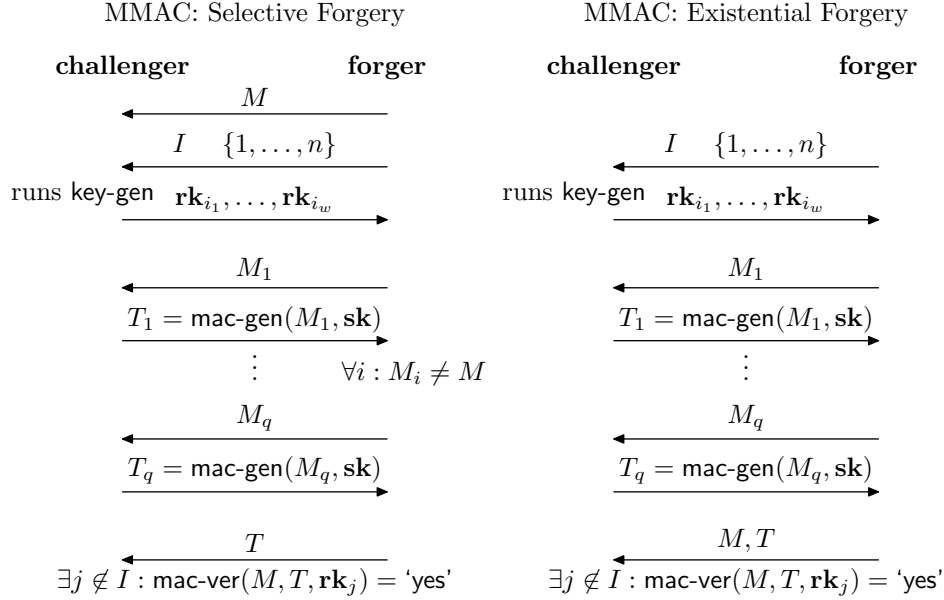 MMAC: Selective Forgery
challenger forger
M
I {1, . . . , n}
runs key-gen rk_{i_1}, . . . , rk_{i_w}
M_1
T_1 = mac-gen(M_1, sk)
⋮ ∀i : M_i ≠ M
M_q
T_q = mac-gen(M_q, sk)
T
∃j ∉ I : mac-ver(M, T, rk_j) = ‘yes’
MMAC: Existential Forgery
challenger forger
I {1, . . . , n}
runs key-gen rk_{i_1}, . . . , rk_{i_w}
M_1
T_1 = mac-gen(M_1, sk)
⋮
M_q
T_q = mac-gen(M_q, sk)
M, T
∃j ∉ I : mac-ver(M, T, rk_j) = ‘yes’